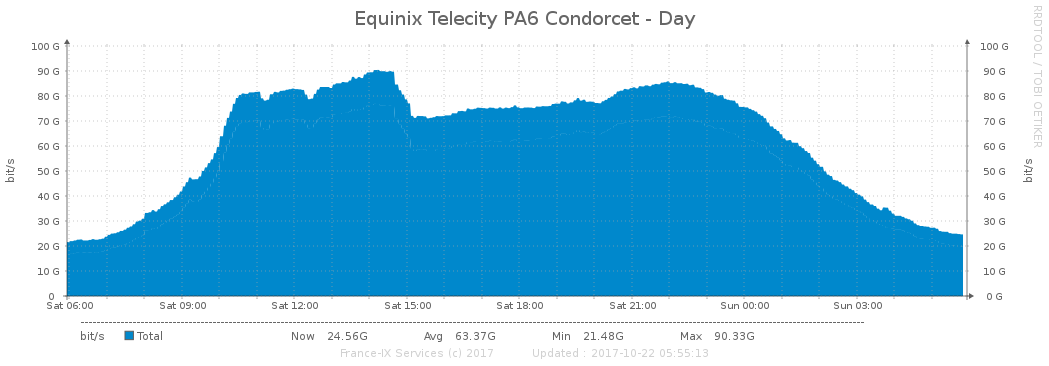 Equinix Telecity PA6 Condorcet - Day
RRDTOOL / TOBI OETIKER
bit/s
bit/s
100 G 100 G
90 G 90 G
80 G 80 G
70 G 70 G
60 G 60 G
50 G 50 G
40 G 40 G
30 G 30 G
20 G 20 G
10 G 10 G
0 0 G
Sat 06:00 Sat 09:00 Sat 12:00 Sat 15:00 Sat 18:00 Sat 21:00 Sun 00:00 Sun 03:00
bit/s Total Now 24.56G Avg 63.37G Min 21.48G Max 90.33G
France-IX Services (c) 2017 Updated : 2017-10-22 05:55:13